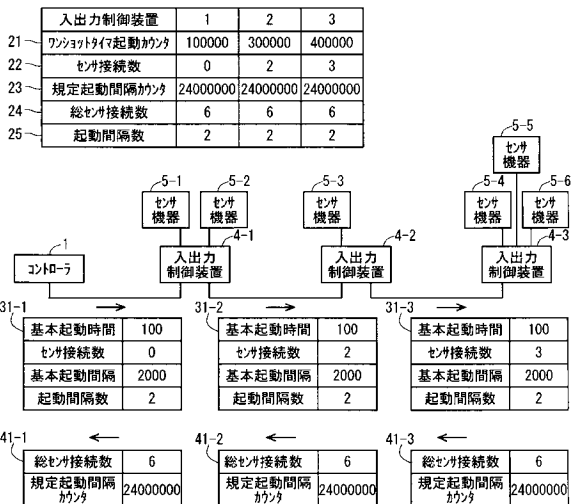 入出力制御装置 1 2 3
21 ワンショットタイマ起動カウンタ 100000 300000 400000
22 センサ接続数 0 2 3
23 規定起動間隔カウンタ 24000000 24000000 24000000
24 総センサ接続数 6 6 6
25 起動間隔数 2 2 2
5-5
センサ
機器
5-1 5-2 5-3 5-4 5-6
センサ センサ センサ センサ センサ
機器 機器 機器 機器 機器
1 4-1 4-2 4-3
コントローラ
入出力 入出力 入出力
制御装置 制御装置 制御装置
31-1 → 31-2 → 31-3 →
基本起動時間 100 基本起動時間 100 基本起動時間 100
センサ接続数 0 センサ接続数 2 センサ接続数 3
基本起動間隔 2000 基本起動間隔 2000 基本起動間隔 2000
起動間隔数 2 起動間隔数 2 起動間隔数 2
41-1 ← 41-2 ← 41-3 ←
総センサ接続数 6 総センサ接続数 6 総センサ接続数 6
規定起動間隔 規定起動間隔 規定起動間隔
カウンタ 24000000 カウンタ 24000000 カウンタ 24000000